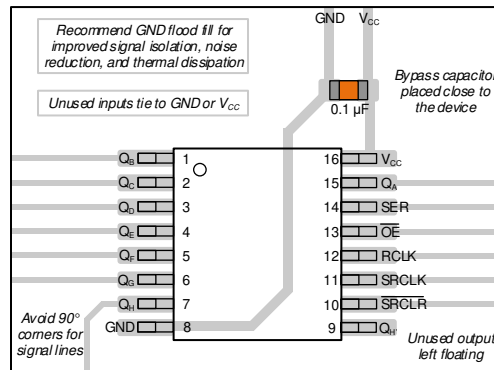 GND VCC
Recommend GND flood fill for
improved signal isolation, noise
reduction, and thermal dissipation
Unused inputs tie to GND or VCC
Bypass capacitor
placed close to
the device
0.1 µF
QB 1 16 VCC
QC 2 15 QA
QD 3 14 SER
QE 4 13 OE
QF 5 12 RCLK
QG 6 11 SRCLK
QH 7 10 SRCLR
GND 8 9 QH'
Avoid 90°
corners for
signal lines
Unused output
left floating